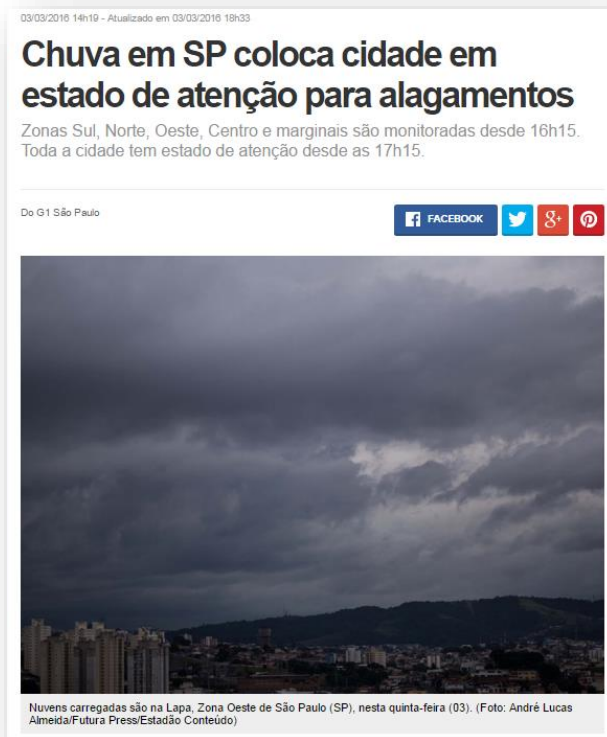 03/03/2016 14h19 - Atualizado em 03/03/2016 18h33
Chuva em SP coloca cidade em
estado de atenção para alagamentos
Zonas Sul, Norte, Oeste, Centro e marginais são monitoradas desde 16h15.
Toda a cidade tem estado de atenção desde as 17h15.
Do G1 São Paulo
f FACEBOOK
g+
Nuvens carregadas são na Lapa, Zona Oeste de São Paulo (SP), nesta quinta-feira (03). (Foto: André Lucas
Almeida/Futura Press/Estadão Conteúdo)